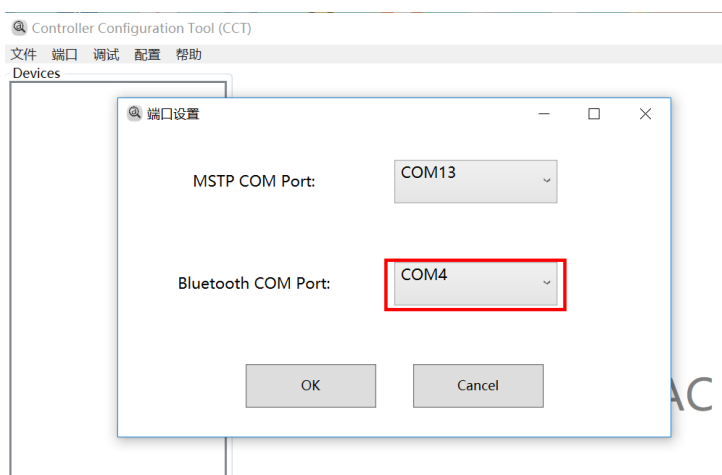 Controller Configuration Tool (CCT)
文件 端口 调试 配置 帮助
Devices
端口设置
MSTP COM Port:
COM13
Bluetooth COM Port:
COM4
OK
Cancel
AC